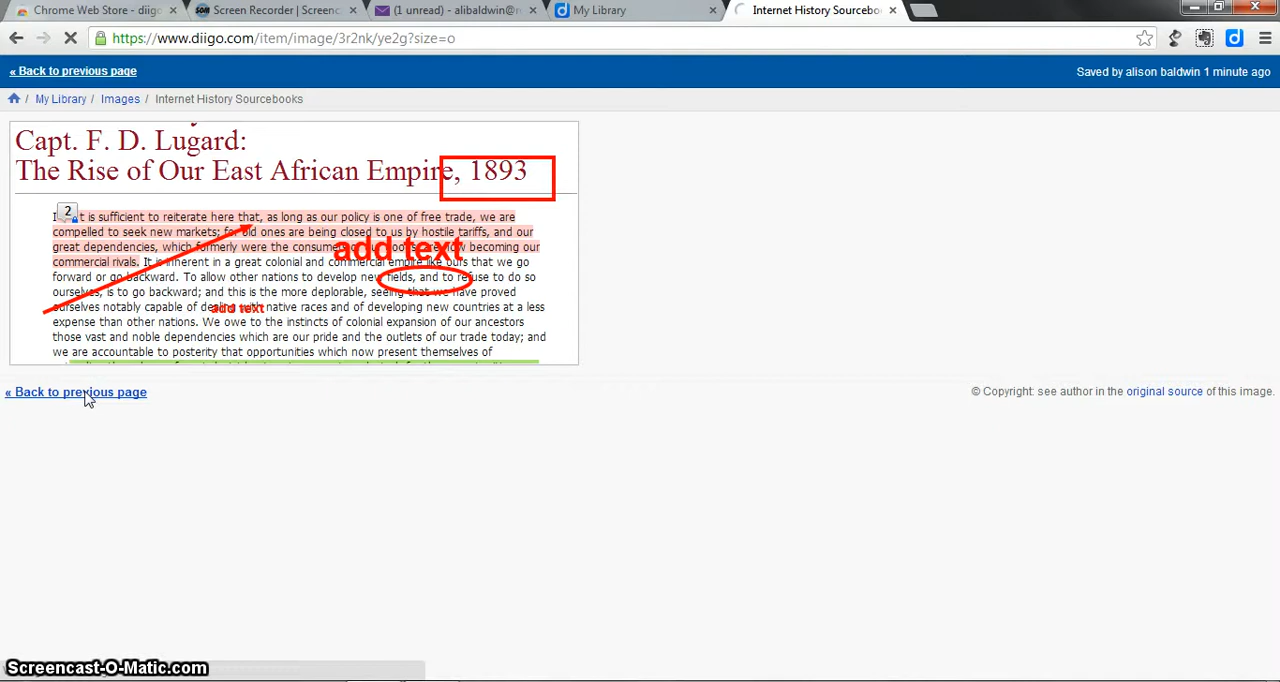 Chrome Web Store - diigo
Screen Recorder | Screenc
(1 unread) - alibaldwin@
My Library
Internet History Sourcebo
https://www.diigo.com/item/image/3r2nk/ye2g?size=o
« Back to previous page
Saved by alison baldwin 1 minute ago
/ My Library / Images / Internet History Sourcebooks
Capt. F. D. Lugard:
The Rise of Our East African Empire, 1893
2
t is sufficient to reiterate here that, as long as our policy is one of free trade, we are
compelled to seek new markets; for old ones are being closed to us by hostile tariffs, and our
great dependencies, which formerly were the consumers of our goods, are now becoming our
commercial rivals. It is inherent in a great colonial and commercial empire like ours that we go
add text
forward or go backward. To allow other nations to develop new fields, and to refuse to do so
ourselves, is to go backward; and this is the more deplorable, seeing that we have proved
ourselves notably capable of dealing with native races and of developing new countries at a less
add text
expense than other nations. We owe to the instincts of colonial expansion of our ancestors
those vast and noble dependencies which are our pride and the outlets of our trade today; and
we are accountable to posterity that opportunities which now present themselves of
« Back to previous page
© Copyright: see author in the original source of this image.
Screencast-O-Matic.com